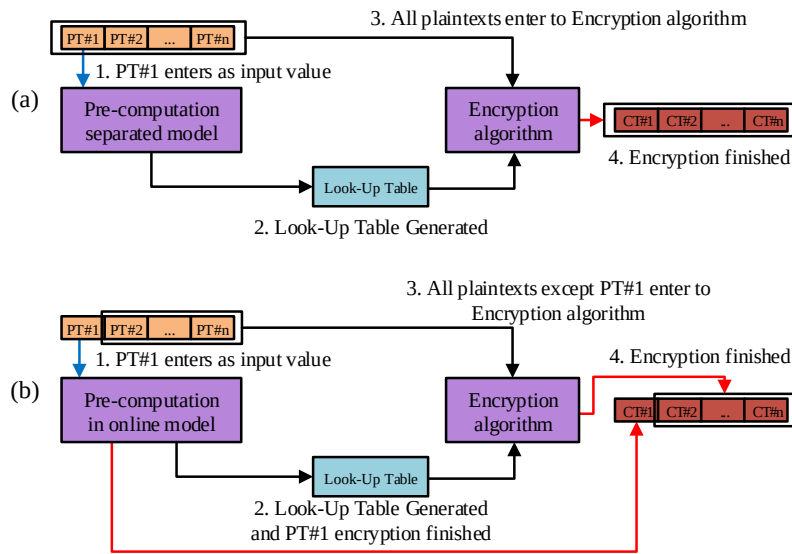 3. All plaintexts enter to Encryption algorithm
PT#1 PT#2 ... PT#n
1. PT#1 enters as input value
(a)
Pre-computation
separated model
Encryption
algorithm
CT#1 CT#2 ... CT#n
4. Encryption finished
Look-Up Table
2. Look-Up Table Generated
3. All plaintexts except PT#1 enter to
Encryption algorithm
PT#1 PT#2 ... PT#n
1. PT#1 enters as input value
4. Encryption finished
(b)
Pre-computation
in online model
Encryption
algorithm
CT#1 CT#2 ... CT#n
Look-Up Table
2. Look-Up Table Generated
and PT#1 encryption finished